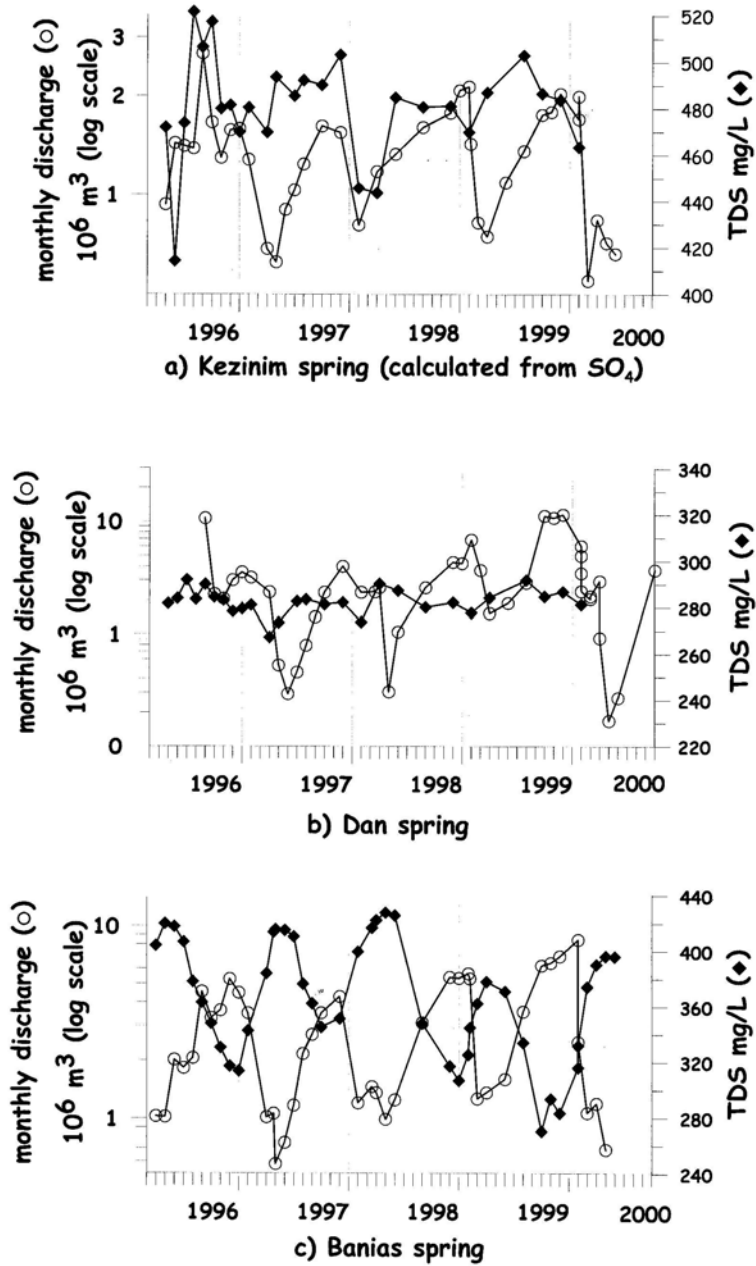 monthly discharge (○)
10⁶ m³ (log scale)
3
2
1
520
500
480
460
440
420
400
TDS mg/L (◆)
1996 1997 1998 1999 2000
a) Kezinim spring (calculated from SO₄)
monthly discharge (○)
10⁶ m³ (log scale)
10
1
0
340
320
300
280
260
240
220
TDS mg/L (◆)
1996 1997 1998 1999 2000
b) Dan spring
monthly discharge (○)
10⁶ m³ (log scale)
10
1
440
400
360
320
280
240
TDS mg/L (◆)
1996 1997 1998 1999 2000
c) Banias spring